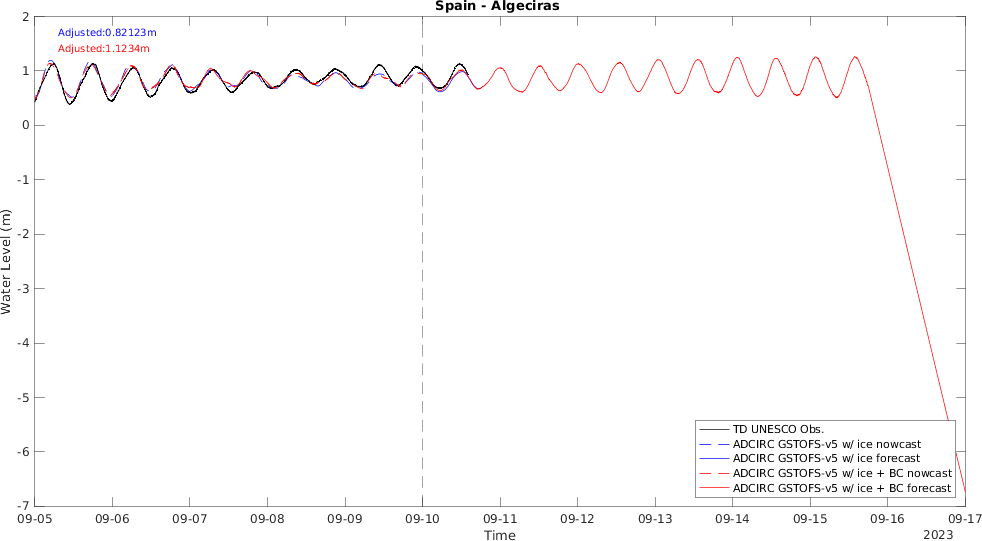 Spain - Algeciras
Adjusted:0.82123m
Adjusted:1.1234m
2
1
0
-1
-2
-3
-4
-5
-6
-7
Water Level (m)
TD UNESCO Obs.
ADCIRC GSTOFS-v5 w/ ice nowcast
ADCIRC GSTOFS-v5 w/ ice forecast
ADCIRC GSTOFS-v5 w/ ice + BC nowcast
ADCIRC GSTOFS-v5 w/ ice + BC forecast
09-05 09-06 09-07 09-08 09-09 09-10 09-11 09-12 09-13 09-14 09-15 09-16 09-17
Time
2023